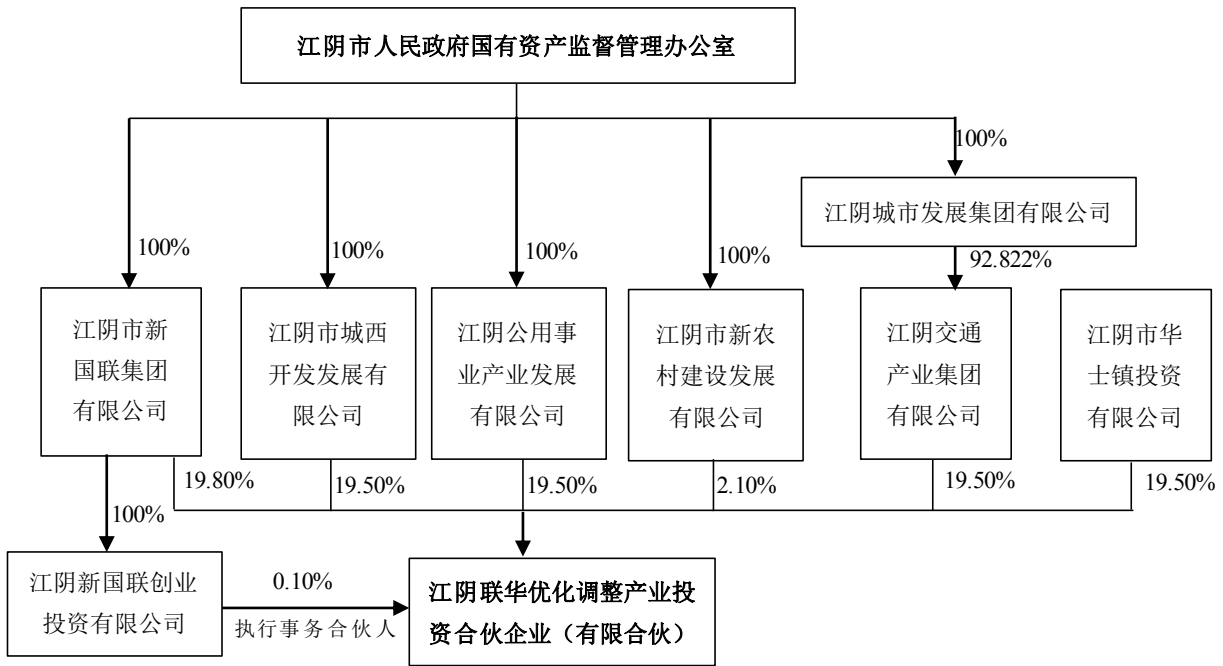 江阴市人民政府国有资产监督管理办公室
100%
江阴城市发展集团有限公司
100%
100%
100%
100%
92.822%
江阴市新
国联集团
有限公司
江阴市城西
开发发展有
限公司
江阴公用事
业产业发展
有限公司
江阴市新农
村建设发展
有限公司
江阴交通
产业集团
有限公司
江阴市华
士镇投资
有限公司
19.80%
19.50%
19.50%
2.10%
19.50%
19.50%
100%
江阴新国联创业
投资有限公司
0.10%
执行事务合伙人
江阴联华优化调整产业投
资合伙企业（有限合伙）